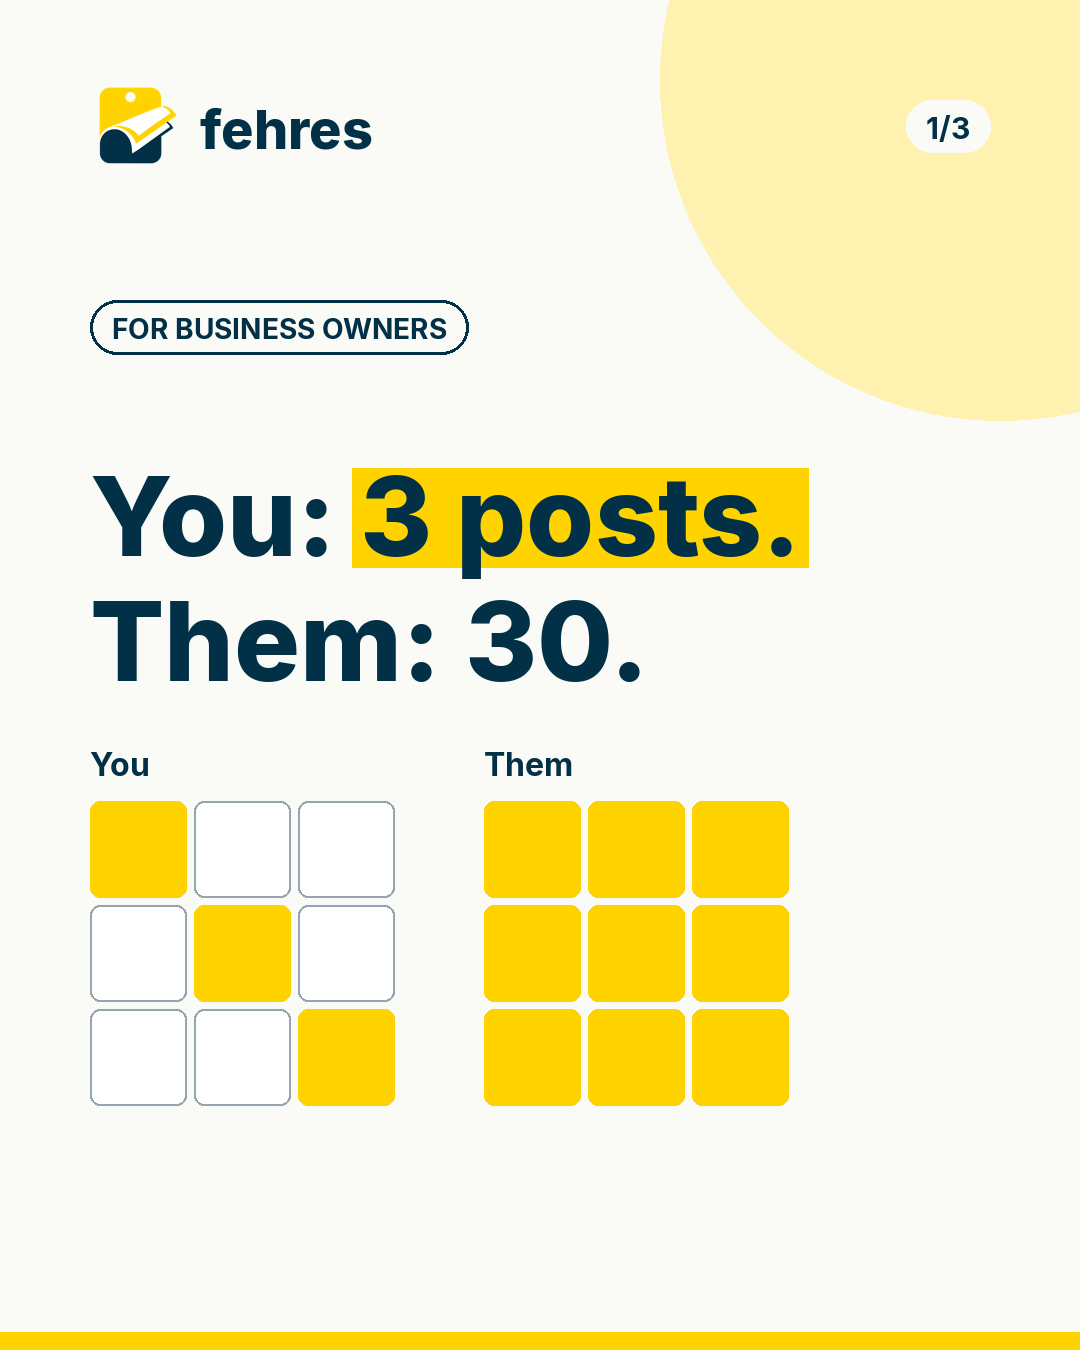 fehres
1/3
FOR BUSINESS OWNERS
You: 3 posts.
Them: 30.
You
Them